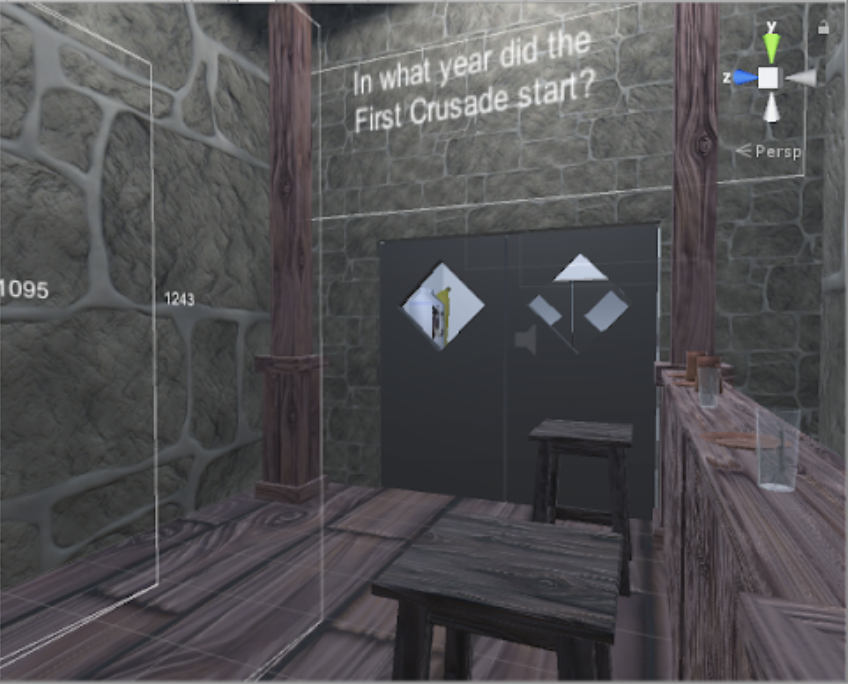 In what year did the
First Crusade start?
y
z
< Persp
1095
1243